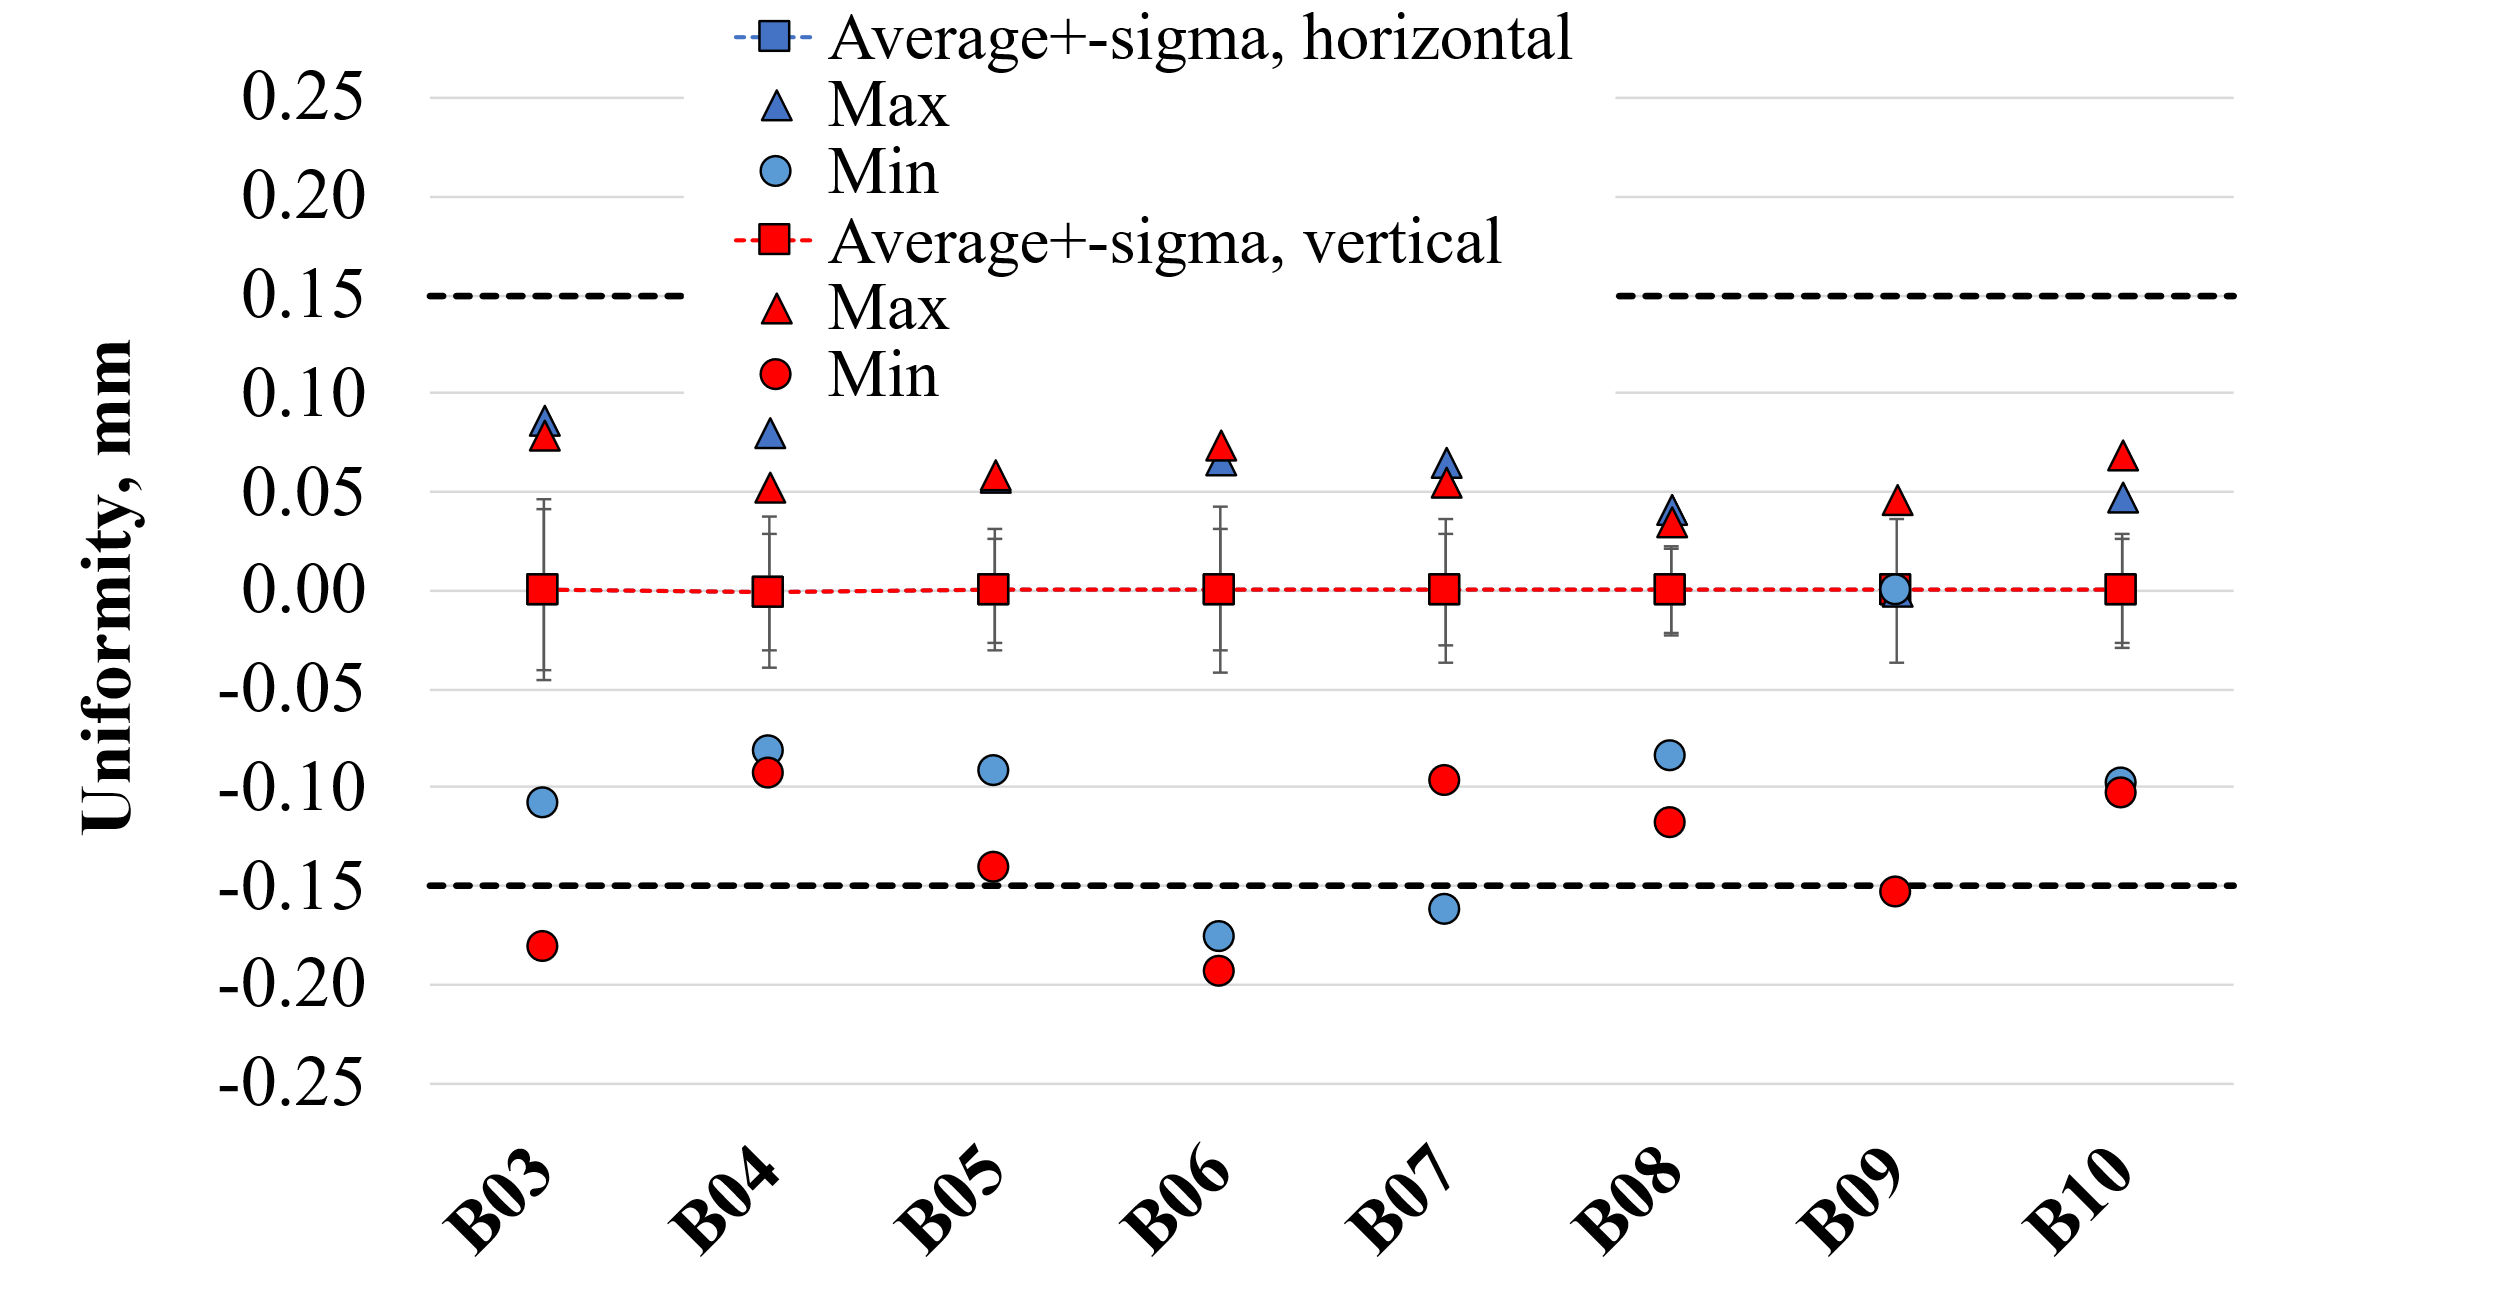 Average+-sigma, horizontal
Max
Min
Average+-sigma, vertical
Max
Min
0.25
0.20
0.15
0.10
0.05
0.00
-0.05
-0.10
-0.15
-0.20
-0.25
Uniformity, mm
B03
B04
B05
B06
B07
B08
B09
B10